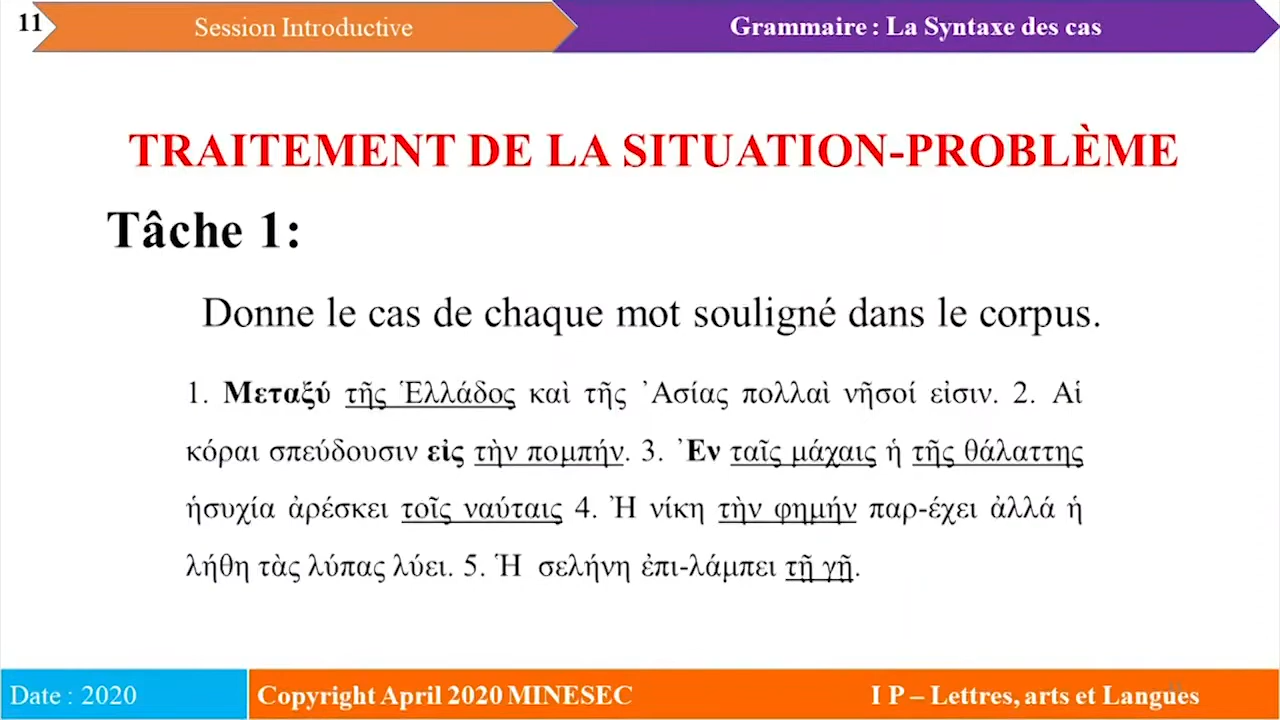 11
Session Introductive
Grammaire : La Syntaxe des cas
TRAITEMENT DE LA SITUATION-PROBLÈME
Tâche 1:
Donne le cas de chaque mot souligné dans le corpus.
1. Μεταξύ τῆς Ἑλλάδος καὶ τῆς Ἀσίας πολλαὶ νῆσοί εἰσιν. 2. Αἱ
κόραι σπεύδουσιν εἰς τὴν πομπήν. 3. Ἐν ταῖς μάχαις ἡ τῆς θάλαττης
ἡσυχία ἀρέσκει τοῖς ναύταις 4. Ἡ νίκη τὴν φημήν παρ-έχει ἀλλά ἡ
λήθη τὰς λύπας λύει. 5. Ἡ σελήνη ἐπι-λάμπει τῇ γῇ.
Date : 2020
Copyright April 2020 MINESEC
I P – Lettres, arts et Langues